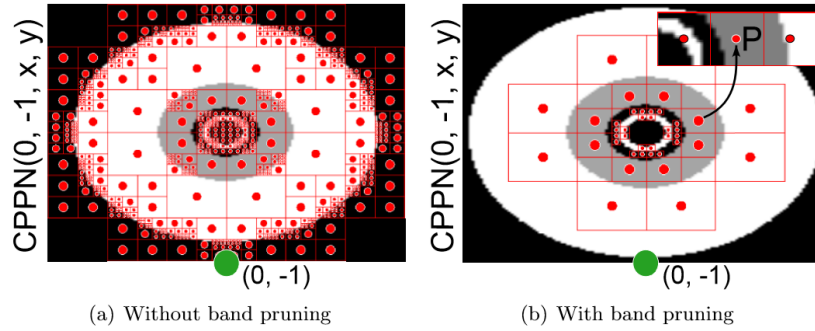 CPPN(0, -1, x, y)
(0, -1)
(a) Without band pruning
CPPN(0, -1, x, y)
P
(0, -1)
(b) With band pruning